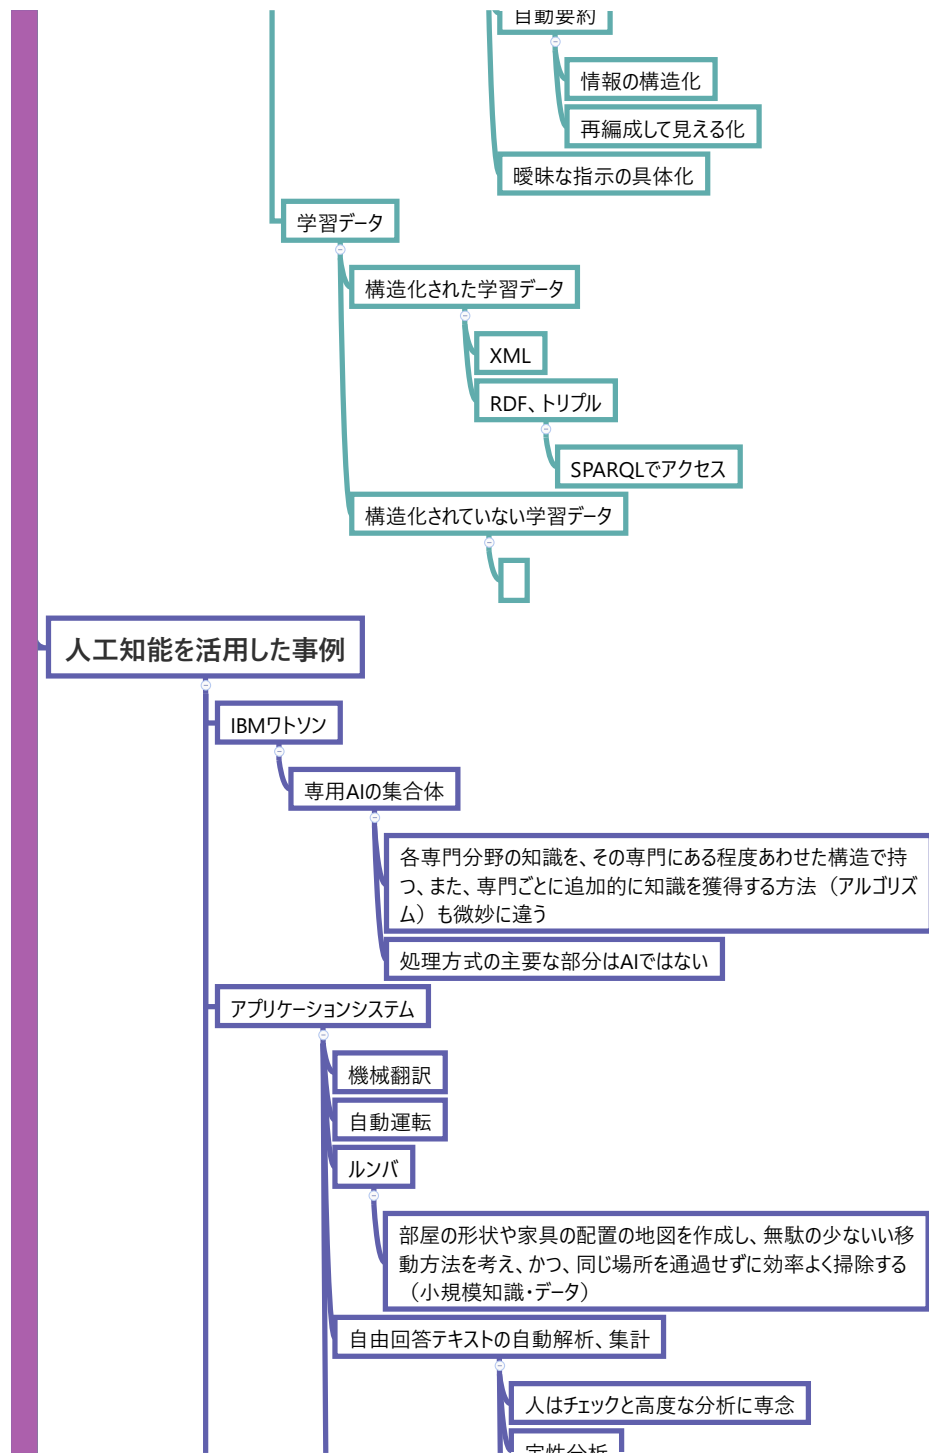 自動要約
情報の構造化
再編成して見える化
曖昧な指示の具体化
学習データ
構造化された学習データ
XML
RDF、トリプル
SPARQLでアクセス
構造化されていない学習データ
人工知能を活用した事例
IBMワトソン
専用AIの集合体
各専門分野の知識を、その専門にある程度あわせた構造で持
つ、また、専門ごとに追加的に知識を獲得する方法（アルゴリズ
ム）も微妙に違う
処理方式の主要な部分はAIではない
アプリケーションシステム
機械翻訳
自動運転
ルンバ
部屋の形状や家具の配置の地図を作成し、無駄の少ないい移
動方法を考え、かつ、同じ場所を通過せずに効率よく掃除する
（小規模知識・データ）
自由回答テキストの自動解析、集計
人はチェックと高度な分析に専念
定性分析